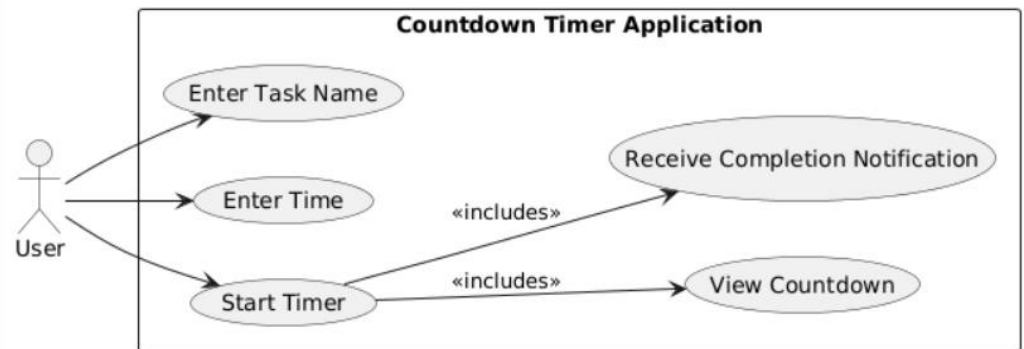 Countdown Timer Application
Enter Task Name
Receive Completion Notification
Enter Time
«includes»
User
«includes»
View Countdown
Start Timer